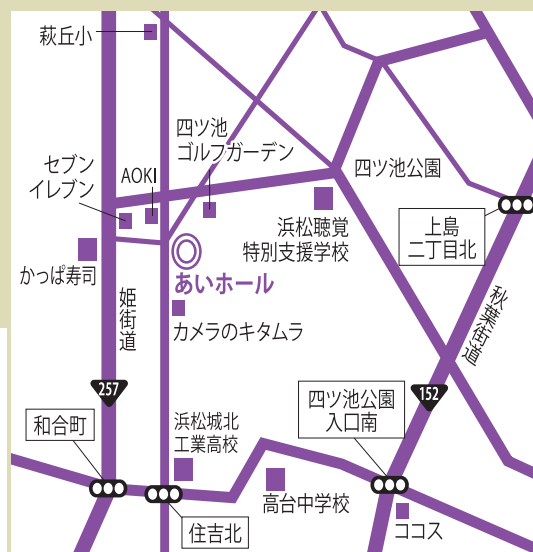 萩丘小
四ツ池
ゴルフガーデン
セブン
イレブン
AOKI
四ツ池公園
浜松聴覚
特別支援学校
上島
二丁目北
かっぱ寿司
あいホール
姫街道
カメラのキタムラ
秋葉街道
257
152
和合町
浜松城北
工業高校
四ツ池公園
入口南
高台中学校
住吉北
ココス